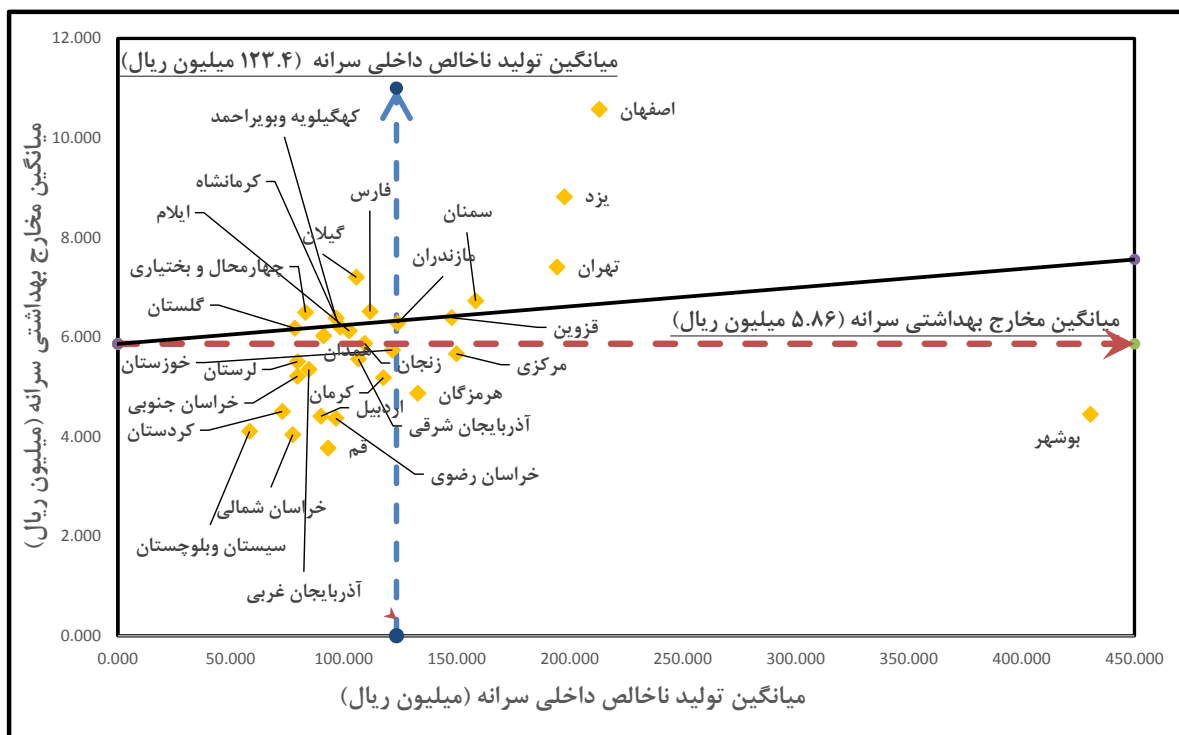 میانگین مخارج بهداشتی سرانه (میلیون ریال)
12.000
10.000
8.000
6.000
4.000
2.000
0.000
میانگین تولید ناخالص داخلی سرانه (۱۲۳.۴ میلیون ریال)
اصفهان
کهگیلویه وبویراحمد
یزد
کرمانشاه
فارس
سمنان
ایلام
گیلان
مازندران
تهران
چهارمحال و بختیاری
گلستان
قزوین
میانگین مخارج بهداشتی سرانه (۵.۸۶ میلیون ریال)
همدان
خوزستان
زنجان
مرکزی
لرستان
خراسان جنوبی
کرمان
هرمزگان
اردبیل
کردستان
آذربایجان شرقی
بوشهر
قم
خراسان رضوی
خراسان شمالی
سیستان وبلوچستان
آذربایجان غربی
0.000
50.000
100.000
150.000
200.000
250.000
300.000
350.000
400.000
450.000
میانگین تولید ناخالص داخلی سرانه (میلیون ریال)